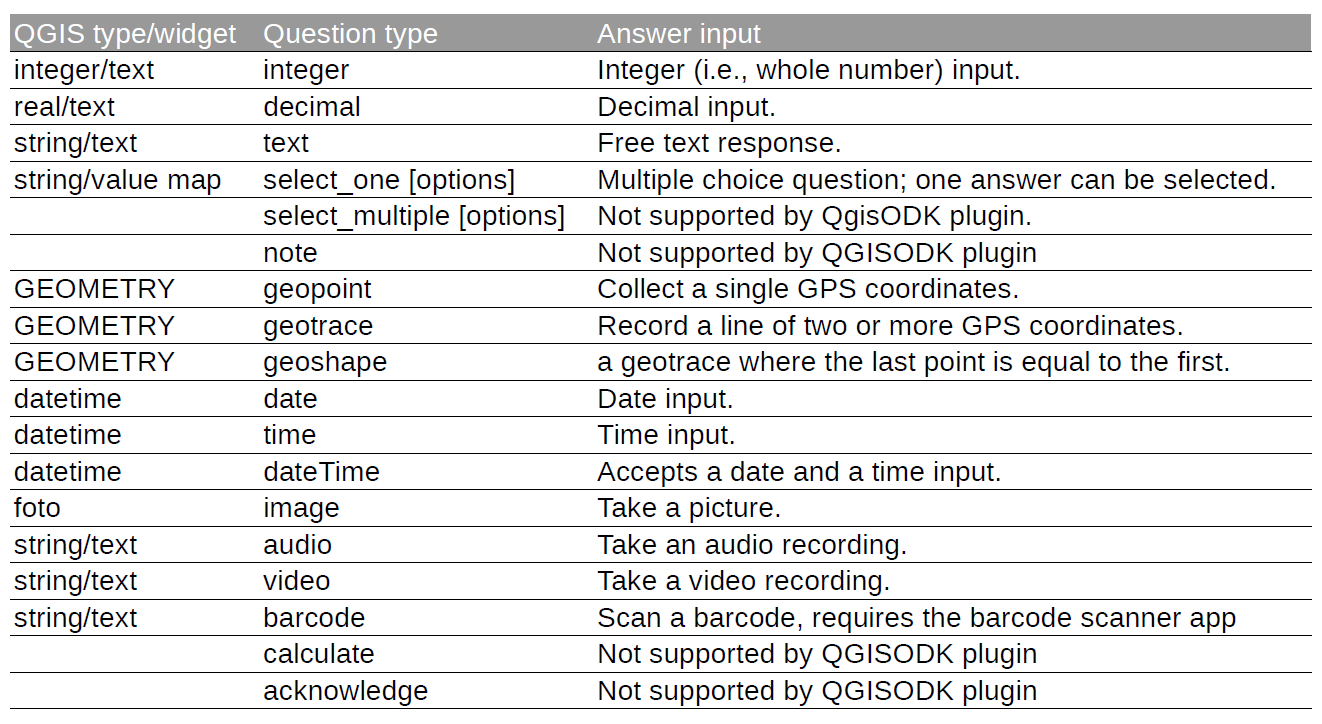 QGIS type/widget Question type Answer input
integer/text integer Integer (i.e., whole number) input.
real/text decimal Decimal input.
string/text text Free text response.
string/value map select_one [options] Multiple choice question; one answer can be selected.
select_multiple [options] Not supported by QgisODK plugin.
note Not supported by QGISODK plugin
GEOMETRY geopoint Collect a single GPS coordinates.
GEOMETRY geotrace Record a line of two or more GPS coordinates.
GEOMETRY geoshape a geotrace where the last point is equal to the first.
datetime date Date input.
datetime time Time input.
datetime dateTime Accepts a date and a time input.
foto image Take a picture.
string/text audio Take an audio recording.
string/text video Take a video recording.
string/text barcode Scan a barcode, requires the barcode scanner app
calculate Not supported by QGISODK plugin
acknowledge Not supported by QGISODK plugin